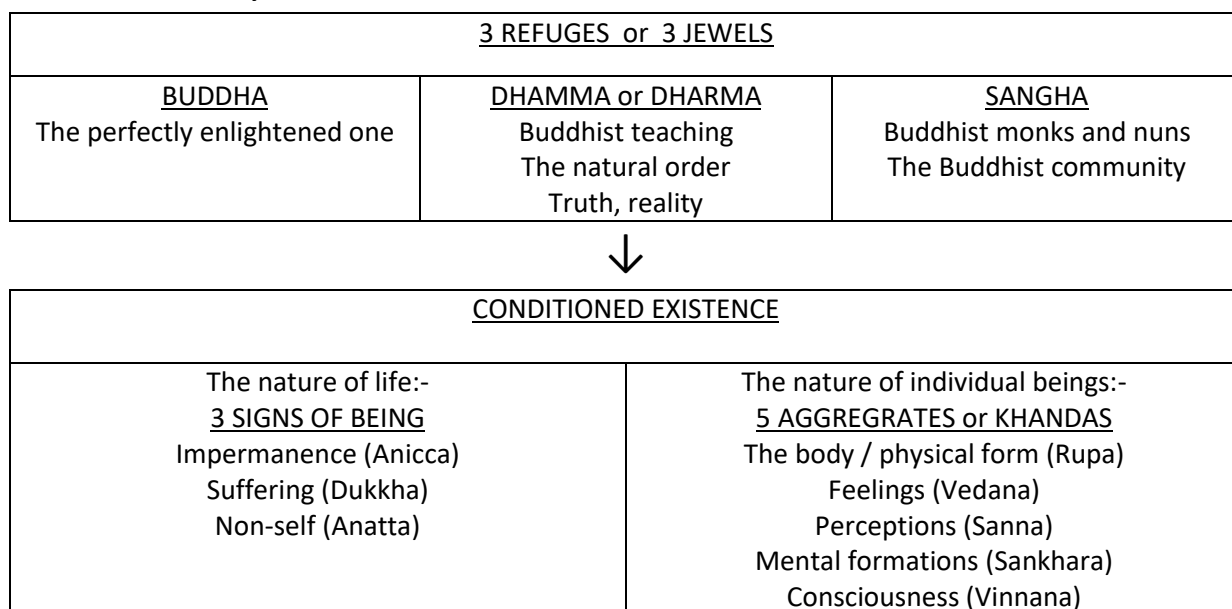 3 REFUGES or 3 JEWELS
BUDDHA
The perfectly enlightened one
DHAMMA or DHARMA
Buddhist teaching
The natural order
Truth, reality
SANGHA
Buddhist monks and nuns
The Buddhist community
↓
CONDITIONED EXISTENCE
The nature of life:-
3 SIGNS OF BEING
Impermanence (Anicca)
Suffering (Dukkha)
Non-self (Anatta)
The nature of individual beings:-
5 AGGREGRATES or KHANDAS
The body / physical form (Rupa)
Feelings (Vedana)
Perceptions (Sanna)
Mental formations (Sankhara)
Consciousness (Vinnana)